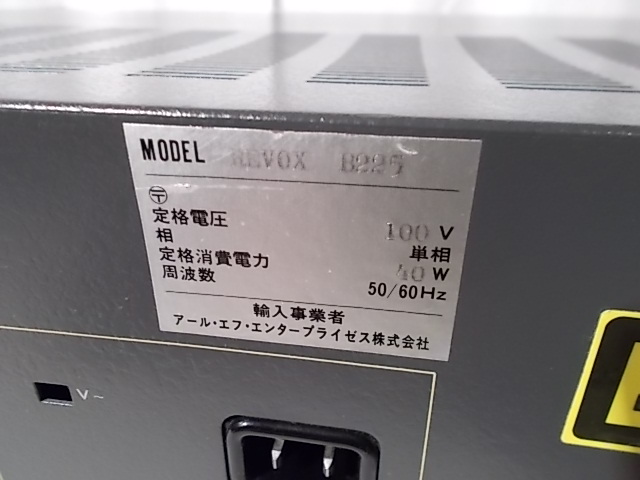 MODEL REVOX B225
〶
定格電圧 100 V
相 単相
定格消費電力 40 W
周波数 50/60Hz
輸入事業者
アール・エフ・エンタープライゼス株式会社
V~